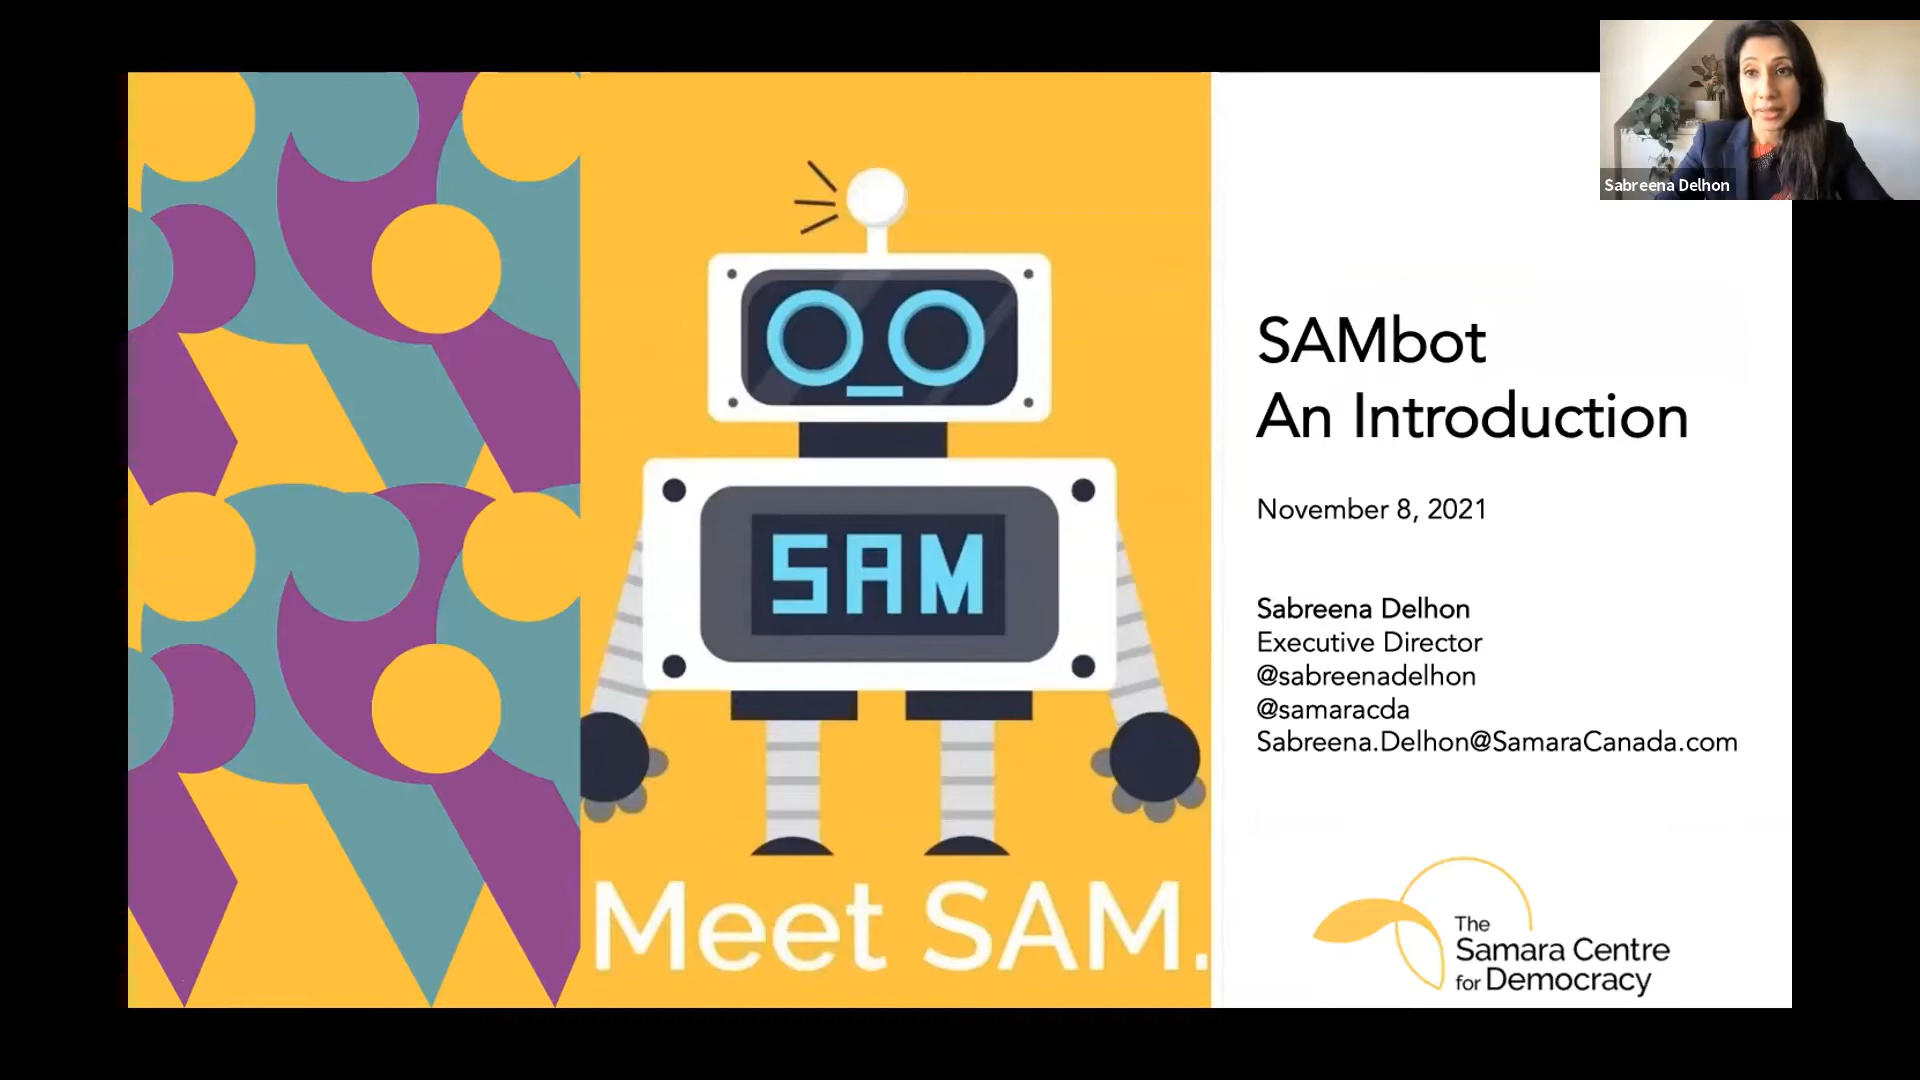 Sabreena Delhon
SAM
Meet SAM.
SAMbot
An Introduction
November 8, 2021
Sabreena Delhon
Executive Director
@sabreenadelhon
@samaracda
Sabreena.Delhon@SamaraCanada.com
The
Samara Centre
for Democracy